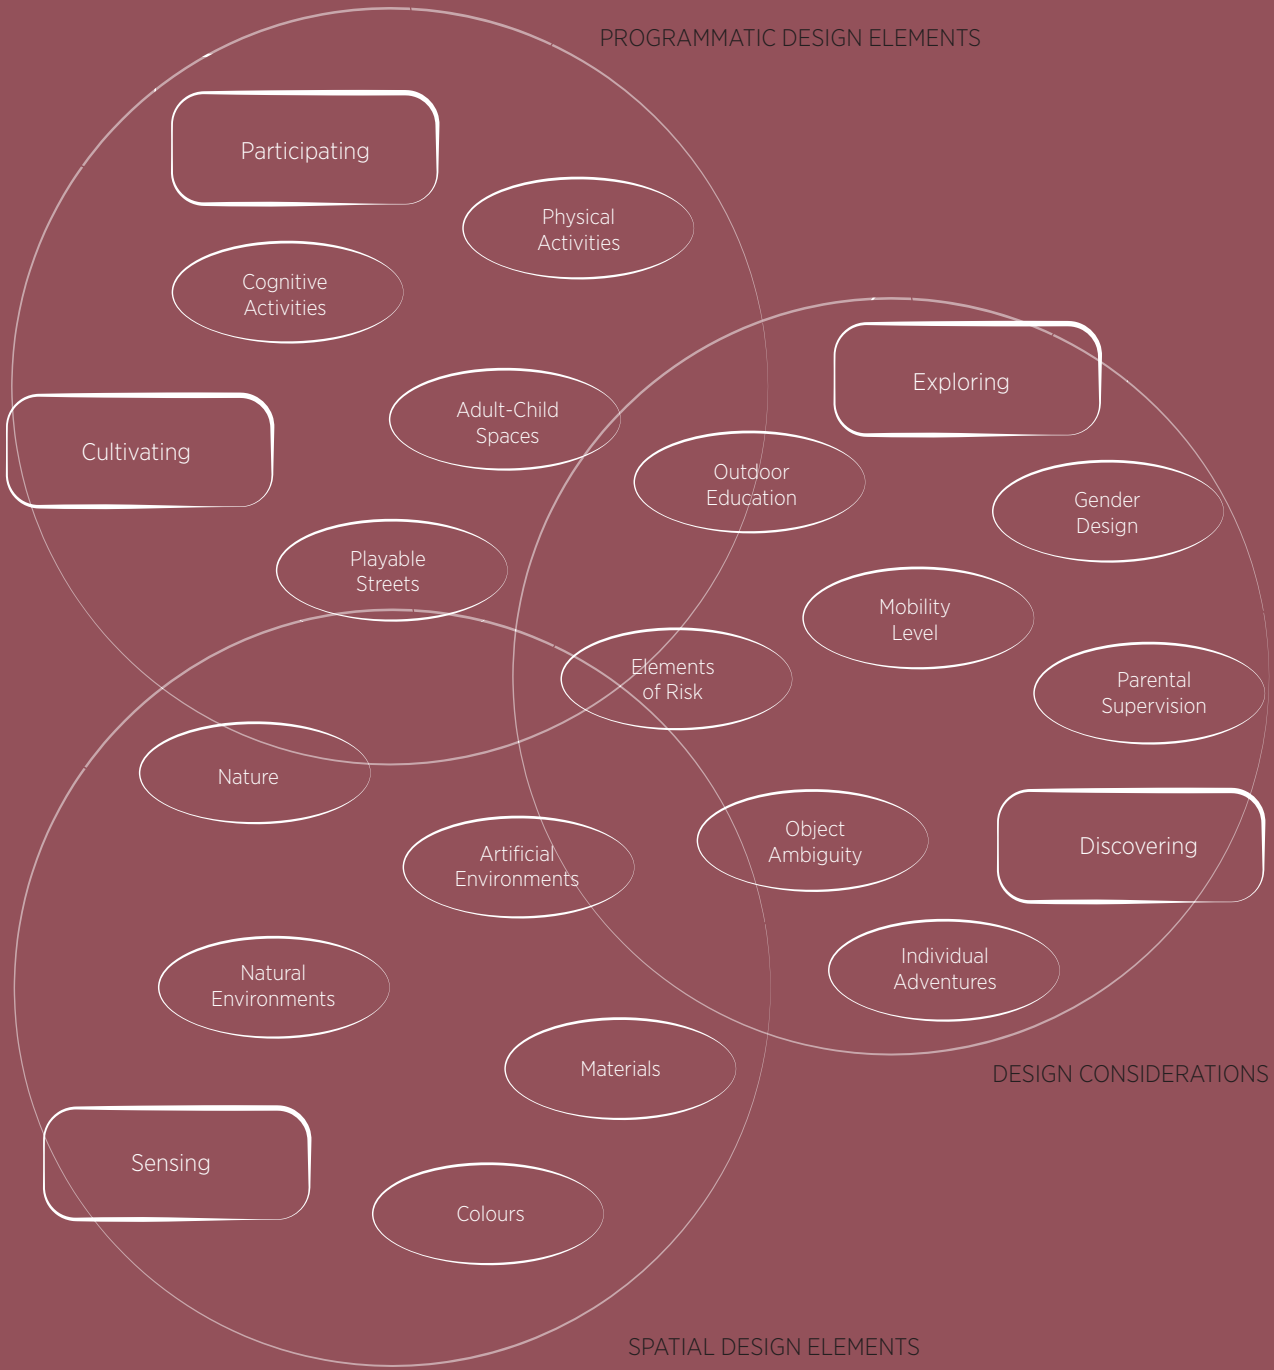 PROGRAMMATIC DESIGN ELEMENTS
Participating
Physical
Activities
Cognitive
Activities
Exploring
Adult-Child
Spaces
Cultivating
Outdoor
Education
Gender
Design
Playable
Streets
Mobility
Level
Elements
of Risk
Parental
Supervision
Nature
Object
Ambiguity
Discovering
Artificial
Environments
Individual
Adventures
Natural
Environments
Materials
DESIGN CONSIDERATIONS
Sensing
Colours
SPATIAL DESIGN ELEMENTS